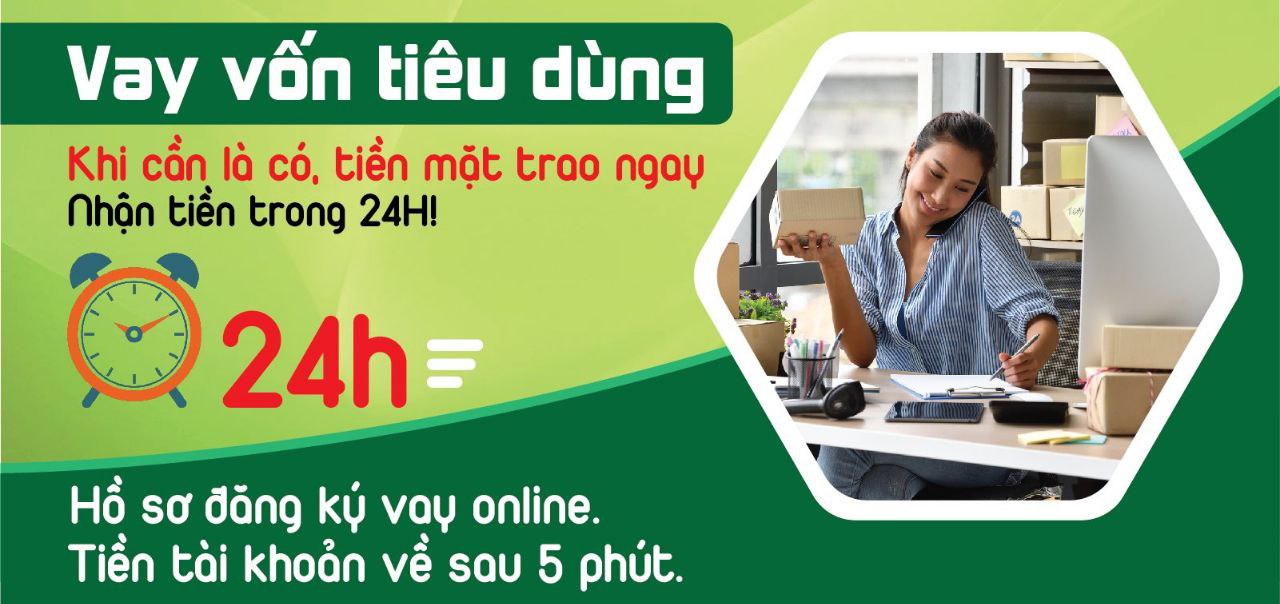 Vay vốn tiêu dùng
Khi cần là có, tiền mặt trao ngay
Nhận tiền trong 24H!
24h
Hồ sơ đăng ký vay online.
Tiền tài khoản về sau 5 phút.